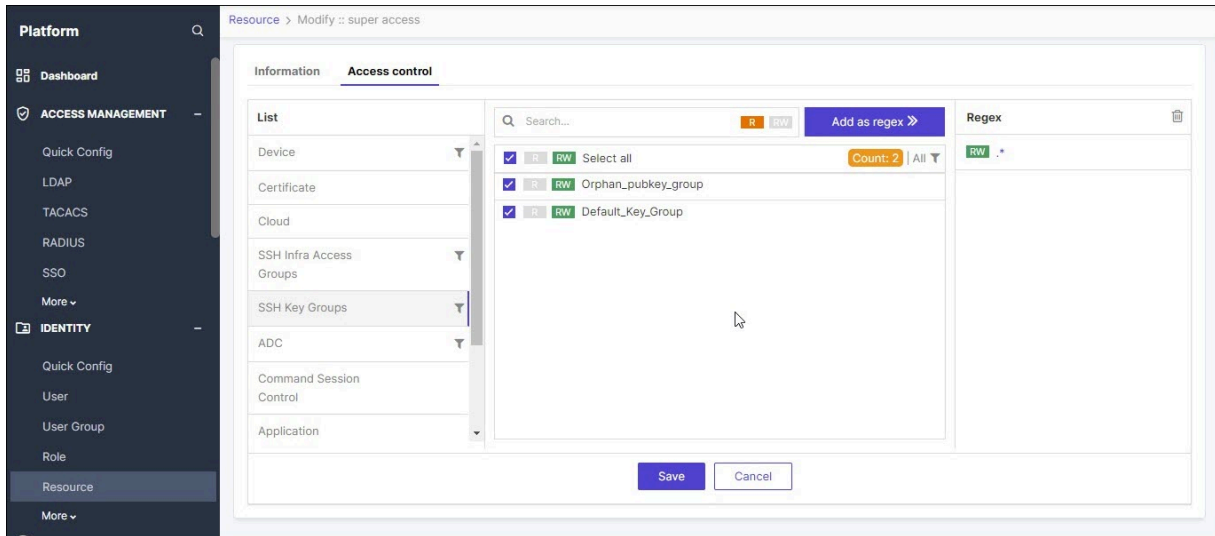 Platform
Dashboard
ACCESS MANAGEMENT
Quick Config
LDAP
TACACS
RADIUS
SSO
More
IDENTITY
Quick Config
User
User Group
Role
Resource
More
Resource > Modify :: super access
Information Access control
List
Device
Certificate
Cloud
SSH Infra Access
Groups
SSH Key Groups
ADC
Command Session
Control
Application
Search... R RW Add as regex »
R RW Select all Count: 2 | All
R RW Orphan_pubkey_group
R RW Default_Key_Group
Regex
RW .*
Save Cancel